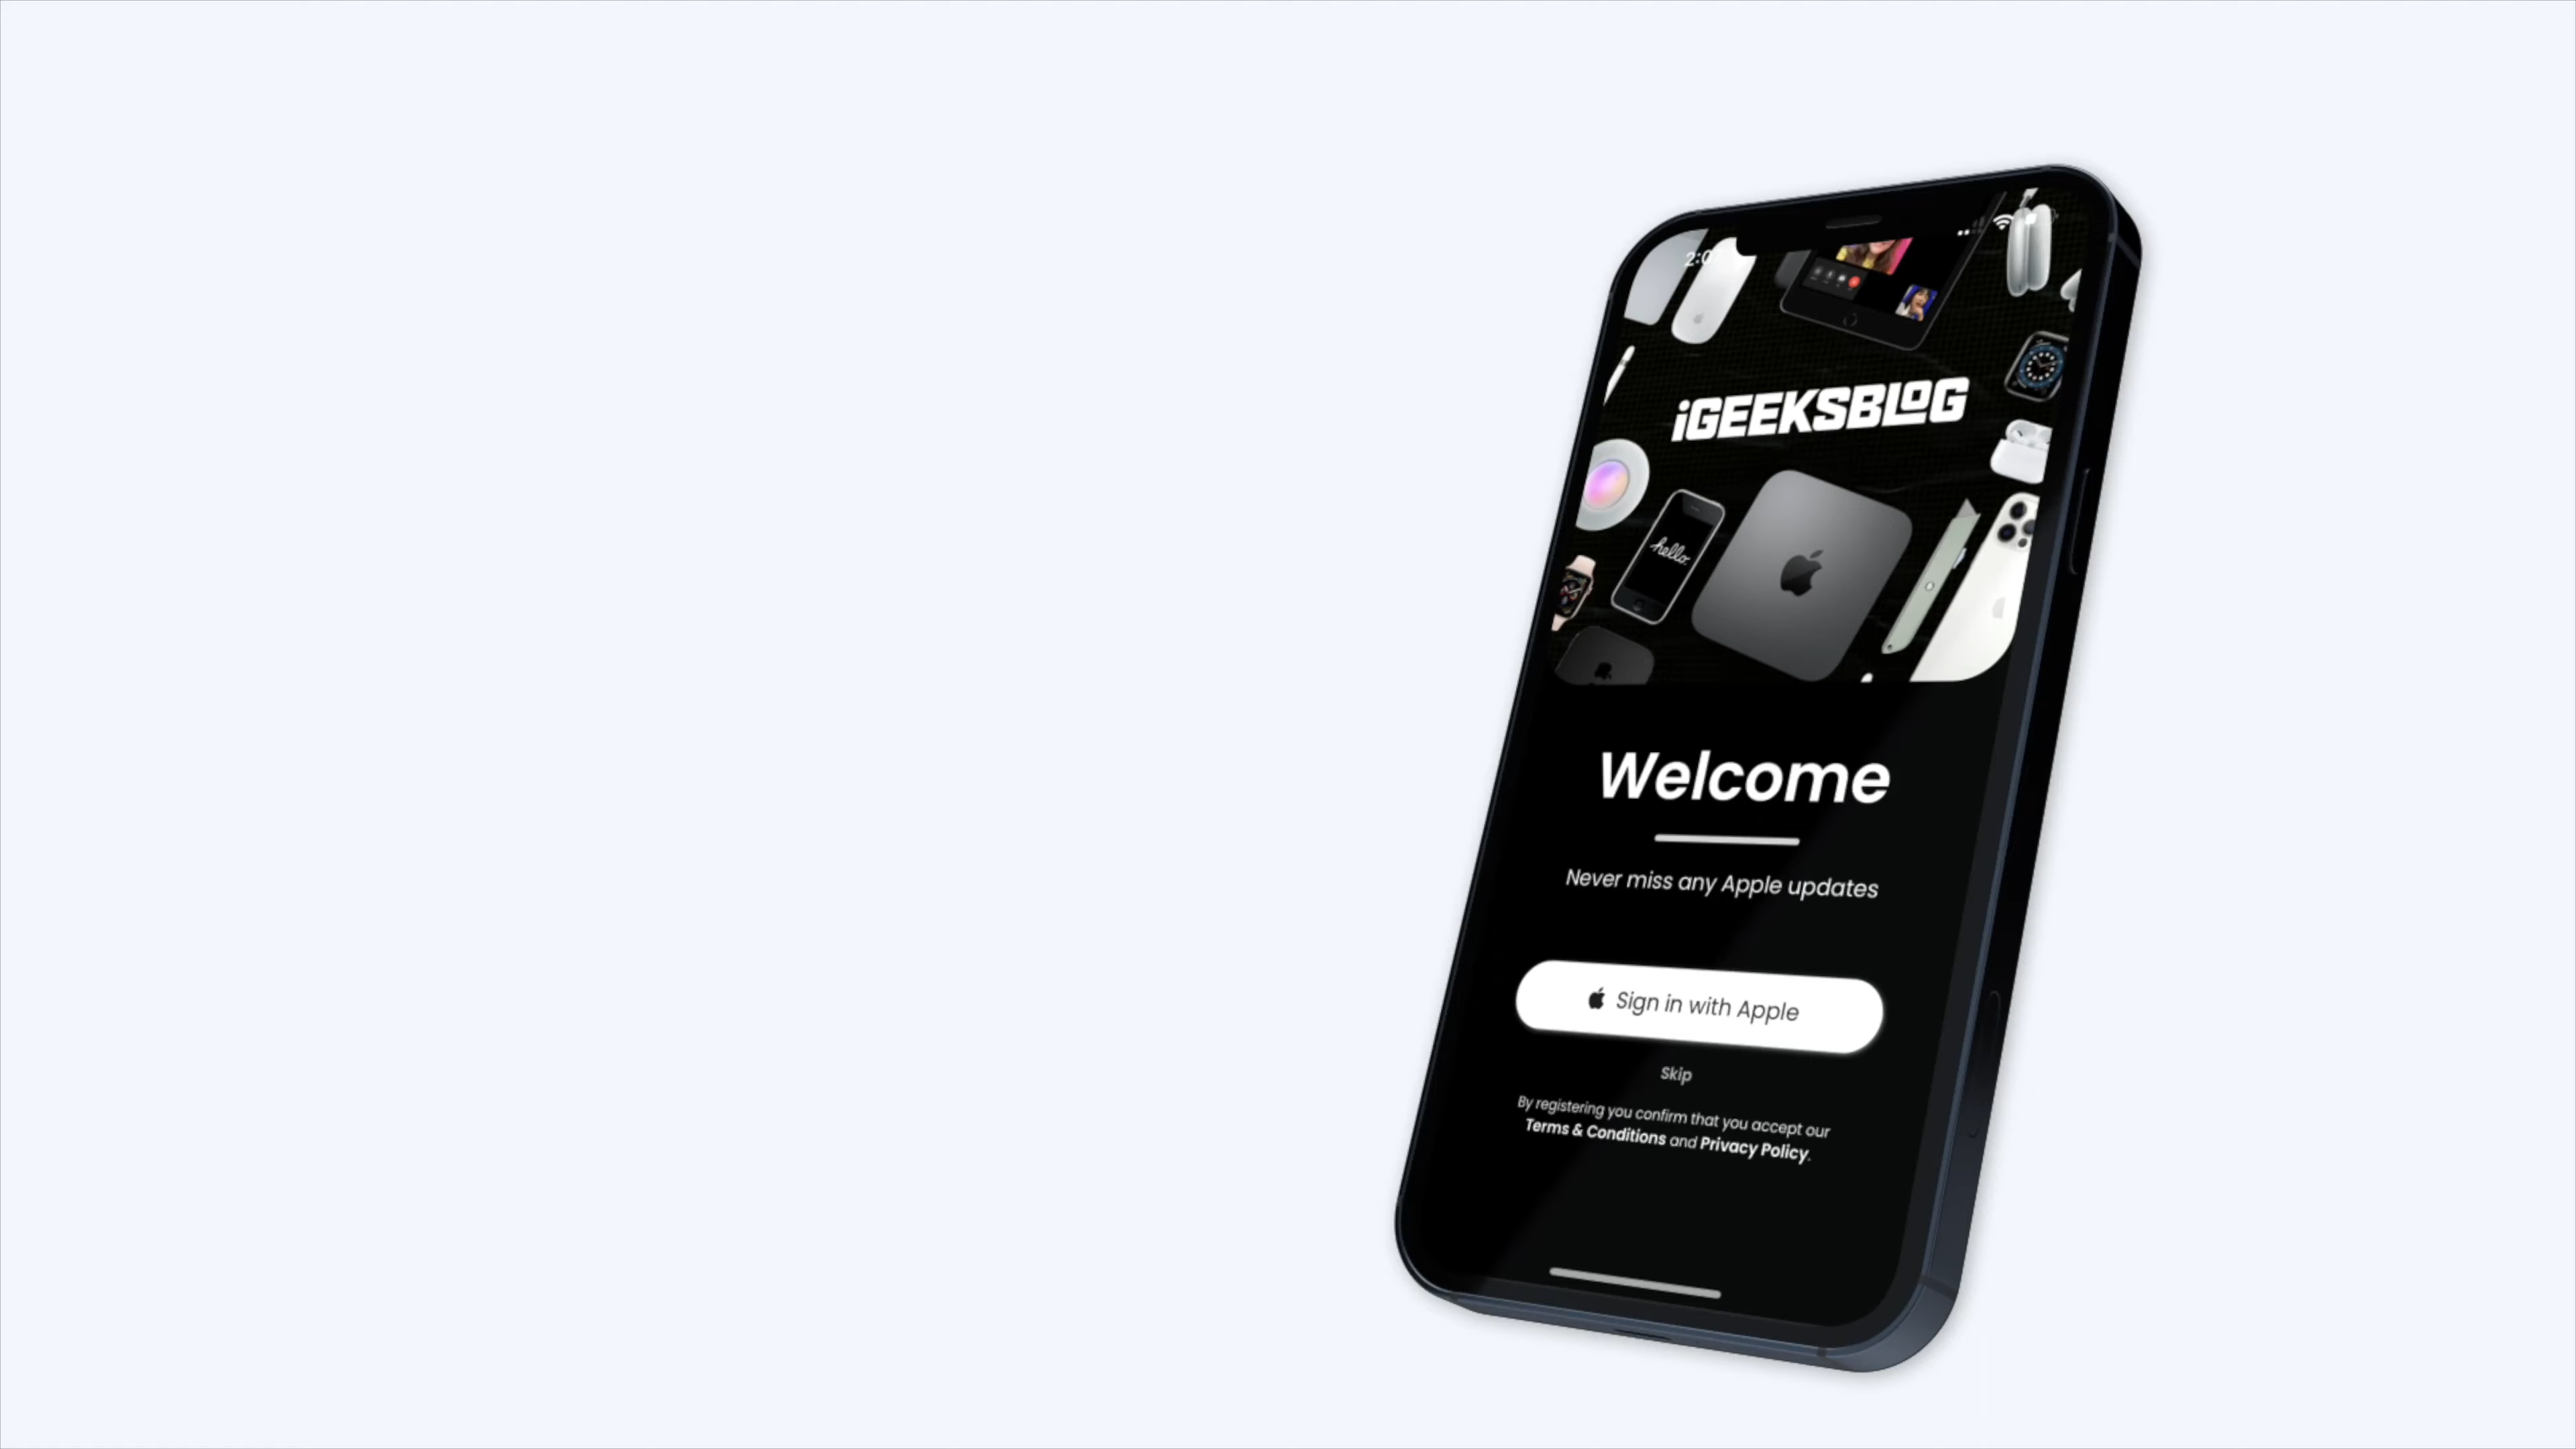 iGEEKSBLOG
hello.
Welcome
Never miss any Apple updates
Sign in with Apple
Skip
By registering you confirm that you accept our
Terms & Conditions and Privacy Policy.